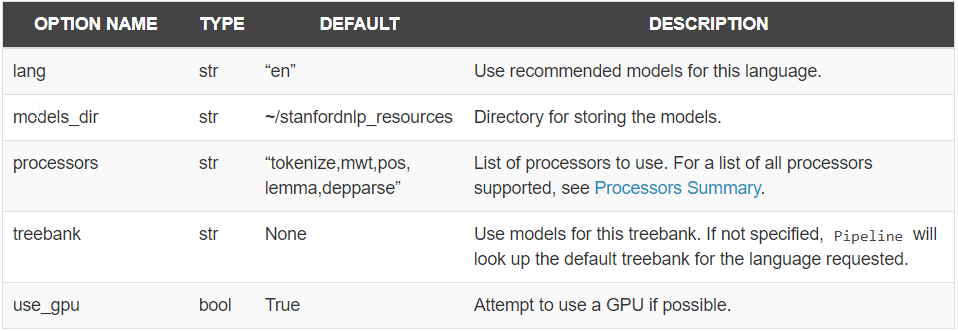 OPTION NAME TYPE DEFAULT DESCRIPTION
lang str “en” Use recommended models for this language.
models_dir str ~/stanfordnlp_resources Directory for storing the models.
processors str “tokenize,mwt,pos, List of processors to use. For a list of all processors
lemma,depparse” supported, see Processors Summary.
treebank str None Use models for this treebank. If not specified, Pipeline will
look up the default treebank for the language requested.
use_gpu bool True Attempt to use a GPU if possible.